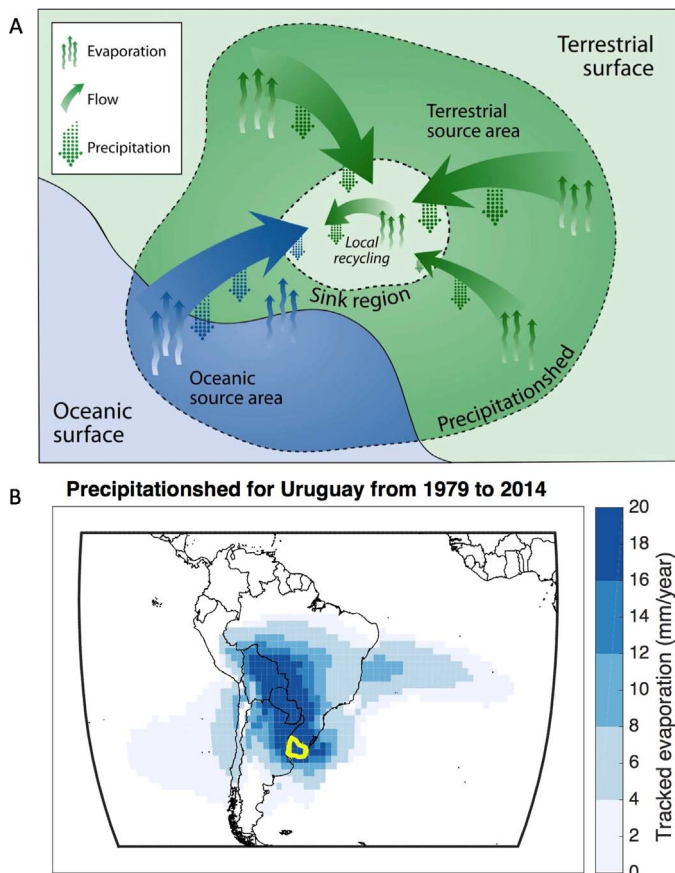 A
Evaporation
Flow
Precipitation
Terrestrial
surface
Terrestrial
source area
Local
recycling
Sink region
Oceanic
source area
Precipitationshed
Oceanic
surface
B
Precipitationshed for Uruguay from 1979 to 2014
20
16
14
12
10
8
6
4
2
0
Tracked evaporation (mm/year)